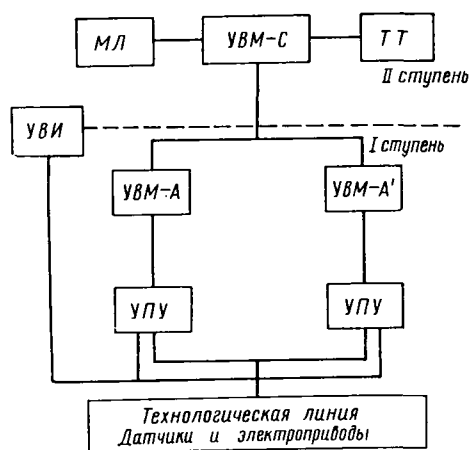 МЛ
УВМ-С
ТТ
II ступень
УВИ
I ступень
УВМ-А
УВМ-А'
УПУ
УПУ
Технологическая линия
Датчики и электроприводы